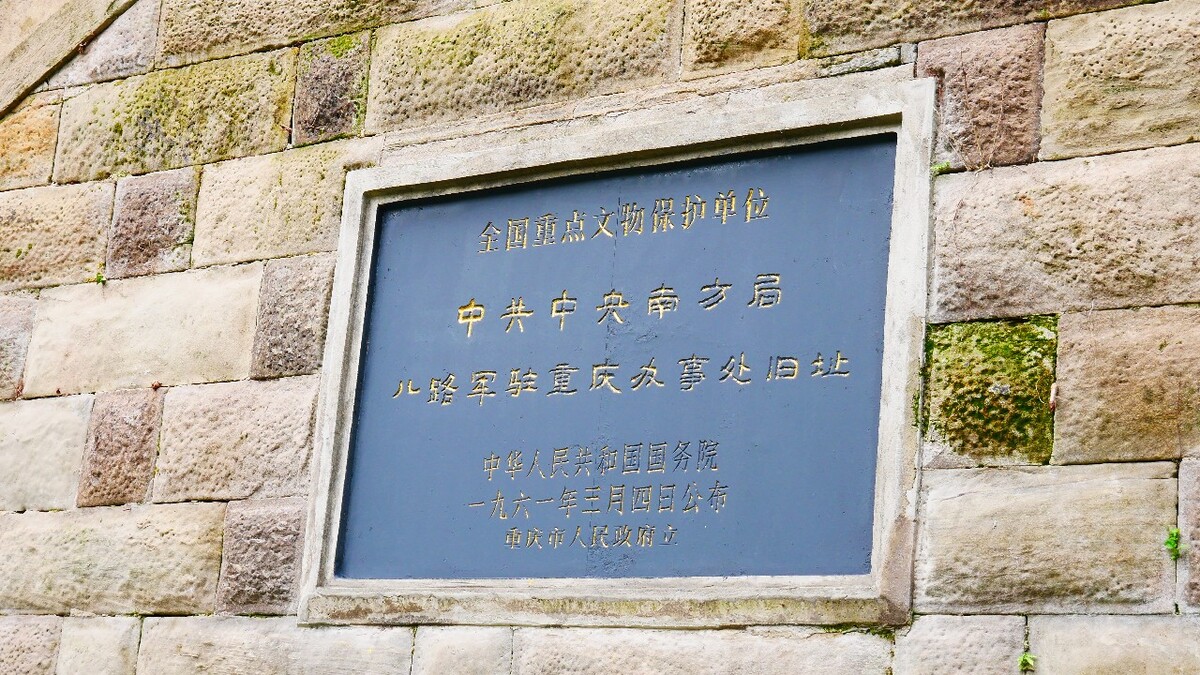 全国重点文物保护单位
中共中央南方局
八路军驻重庆办事处旧址
中华人民共和国国务院
一九六一年三月四日公布
重庆市人民政府立